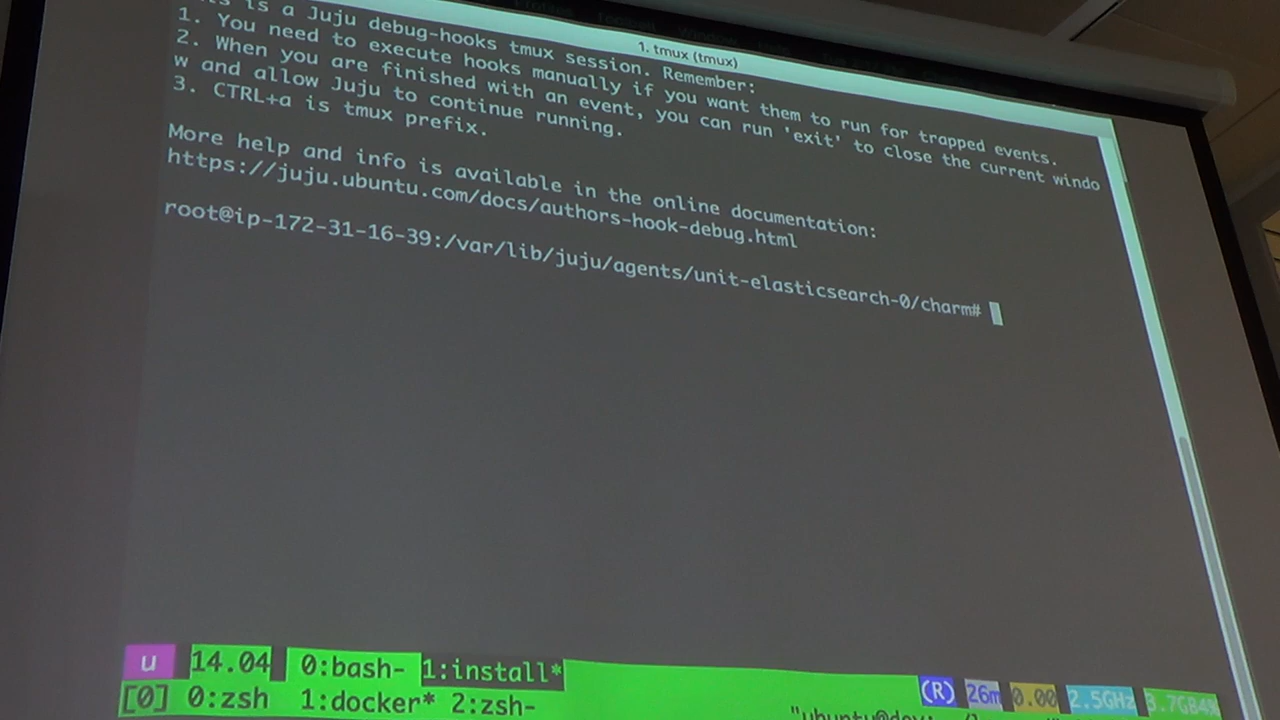 1. tmux (tmux)
is a Juju debug-hooks tmux session. Remember:
1. You need to execute hooks manually if you want them to run for trapped events.
2. When you are finished with an event, you can run 'exit' to close the current windo
w and allow Juju to continue running.
3. CTRL+a is tmux prefix.
More help and info is available in the online documentation:
https://juju.ubuntu.com/docs/authors-hook-debug.html
root@ip-172-31-16-39:/var/lib/juju/agents/unit-elasticsearch-0/charm#
u 14.04 0:bash- 1:install* (R) 26m 0.00 2.5GHz 3.7GB4%
[0] 0:zsh 1:docker* 2:zsh-